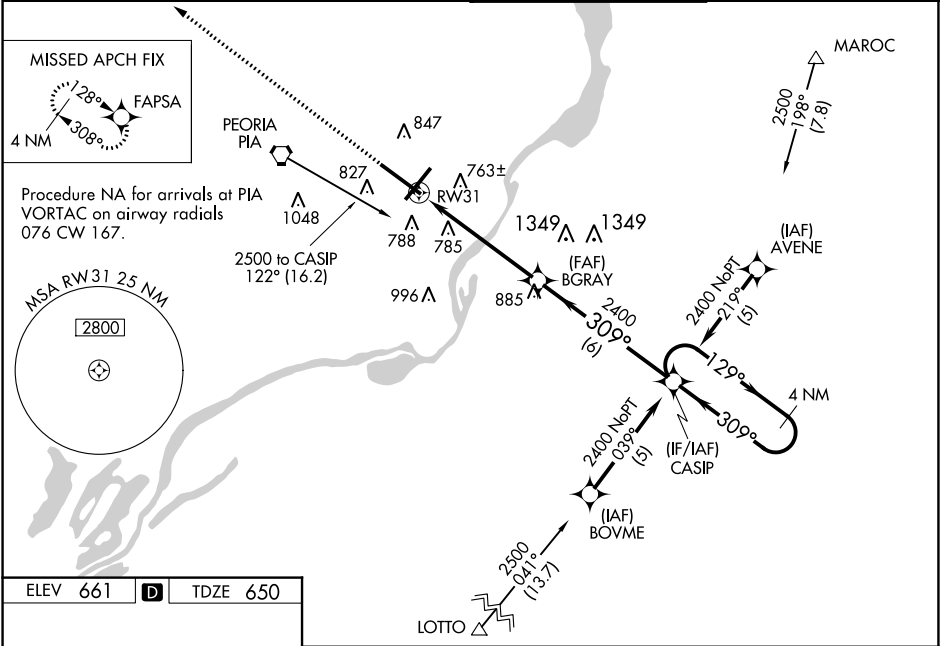 MISSED APCH FIX
128°
FAPSA
308°
4 NM
MAROC
2500
198°
(7.8)
PEORIA
PIA
847
827
763±
RW31
1048
788
785
2500 to CASIP
122° (16.2)
Procedure NA for arrivals at PIA
VORTAC on airway radials
076 CW 167.
1349
1349
(FAF)
BGRAY
996
885
(IAF)
AVENE
2400 NoPT
219°
(5)
2400
309°
(6)
MSA RW31 25 NM
2800
129°
4 NM
309°
(IF/IAF)
CASIP
2400 NoPT
039°
(5)
(IAF)
BOVME
2500
041°
(13.7)
LOTTO
ELEV 661 D TDZE 650